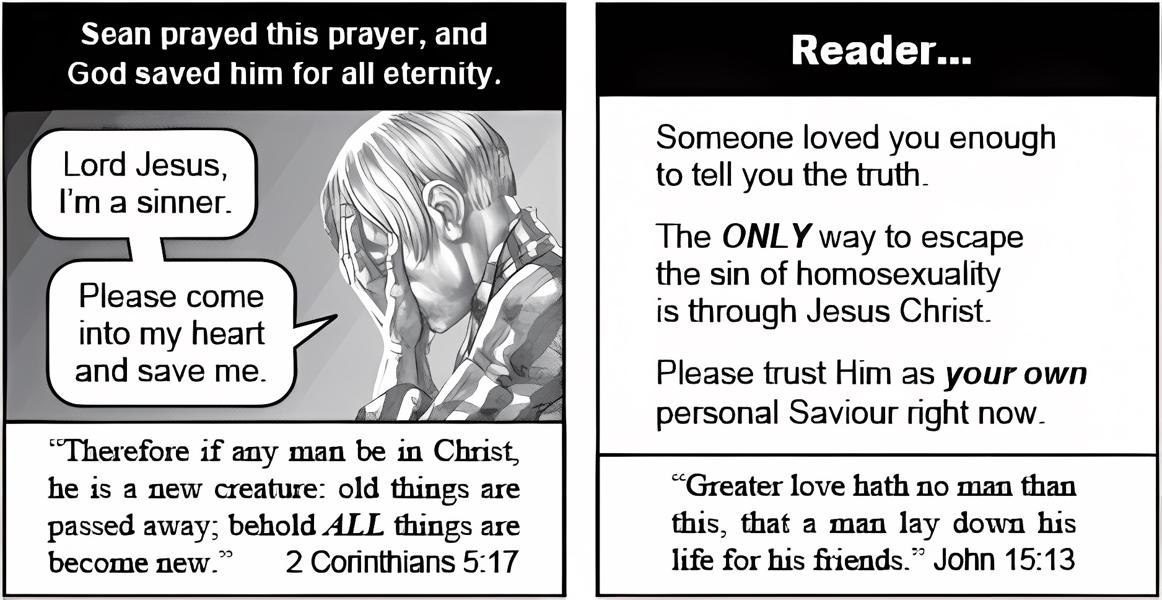 Sean prayed this prayer, and
God saved him for all eternity.
Lord Jesus,
I'm a sinner.
Please come
into my heart
and save me.
“Therefore if any man be in Christ,
he is a new creature: old things are
passed away; behold ALL things are
become new.” 2 Corinthians 5:17
Reader...
Someone loved you enough
to tell you the truth.
The ONLY way to escape
the sin of homosexuality
is through Jesus Christ.
Please trust Him as your own
personal Saviour right now.
“Greater love hath no man than
this, that a man lay down his
life for his friends.” John 15:13